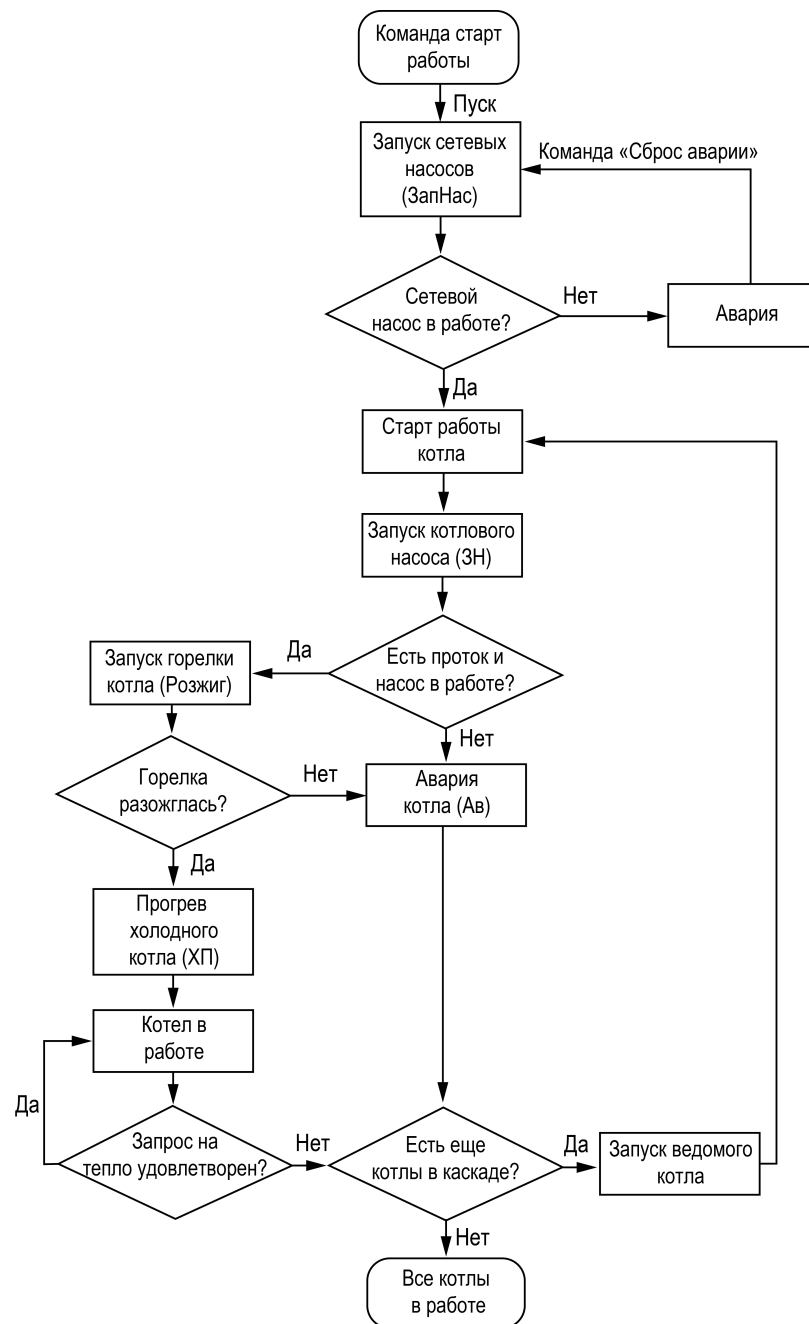 Команда старт
работы
Пуск
Запуск сетевых
насосов
(ЗапНас)
Команда «Сброс аварии»
Сетевой
насос в работе?
Нет
Авария
Да
Старт работы
котла
Запуск котлового
насоса (ЗН)
Есть проток и
насос в работе?
Да
Запуск горелки
котла (Розжиг)
Нет
Горелка
разожглась?
Нет
Авария
котла (Ав)
Да
Прогрев
холодного
котла (ХП)
Котел в
работе
Да
Запрос на
тепло удовлетворен?
Нет
Есть еще
котлы в каскаде?
Да
Запуск ведомого
котла
Нет
Все котлы
в работе